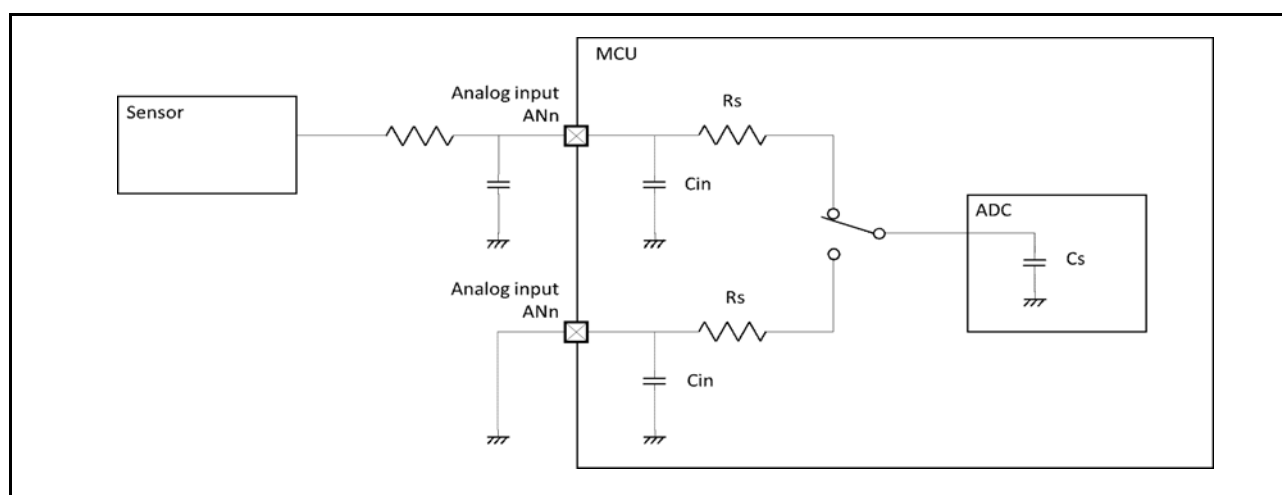 MCU
Sensor
Analog input
ANn
Rs
Cin
ADC
Cs
Analog input
ANn
Rs
Cin